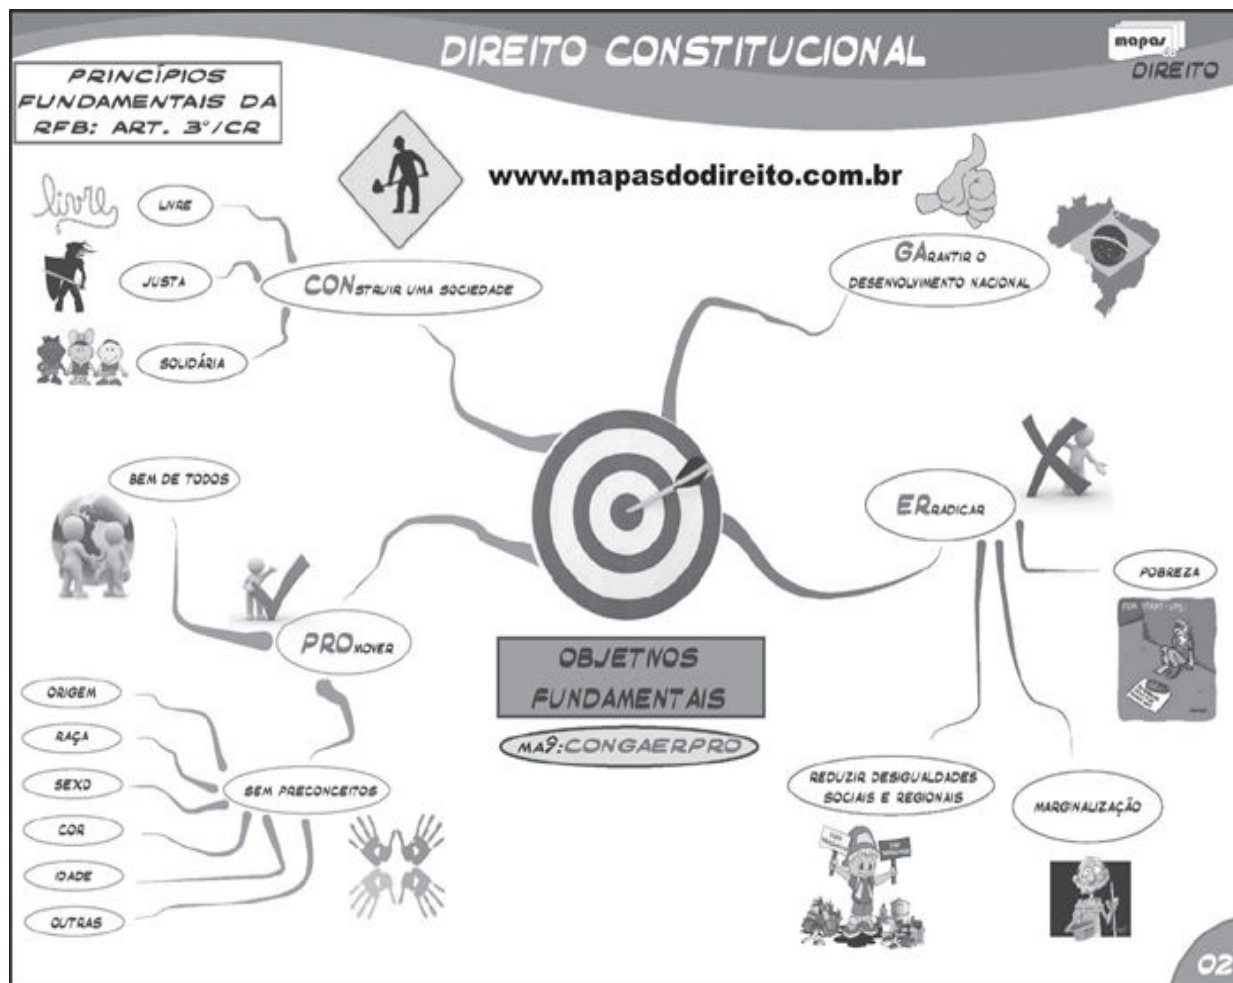 DIREITO CONSTITUCIONAL
mapas
DIREITO
PRINCÍPIOS
FUNDAMENTAIS DA
RFB: ART. 3º/CR
www.mapasdodireito.com.br
livre
LIVRE
JUSTA
SOLIDÁRIA
CONSTRUIR UMA SOCIEDADE
GARANTIR O
DESENVOLVIMENTO NACIONAL
BEM DE TODOS
PROMOVER
ORIGEM
RAÇA
SEXO
COR
IDADE
OUTRAS
SEM PRECONCEITOS
OBJETIVOS
FUNDAMENTAIS
MA9:CONGAERPRO
ERRADICAR
POBREZA
REDUZIR DESIGUALDADES
SOCIAIS E REGIONAIS
MARGINALIZAÇÃO
02